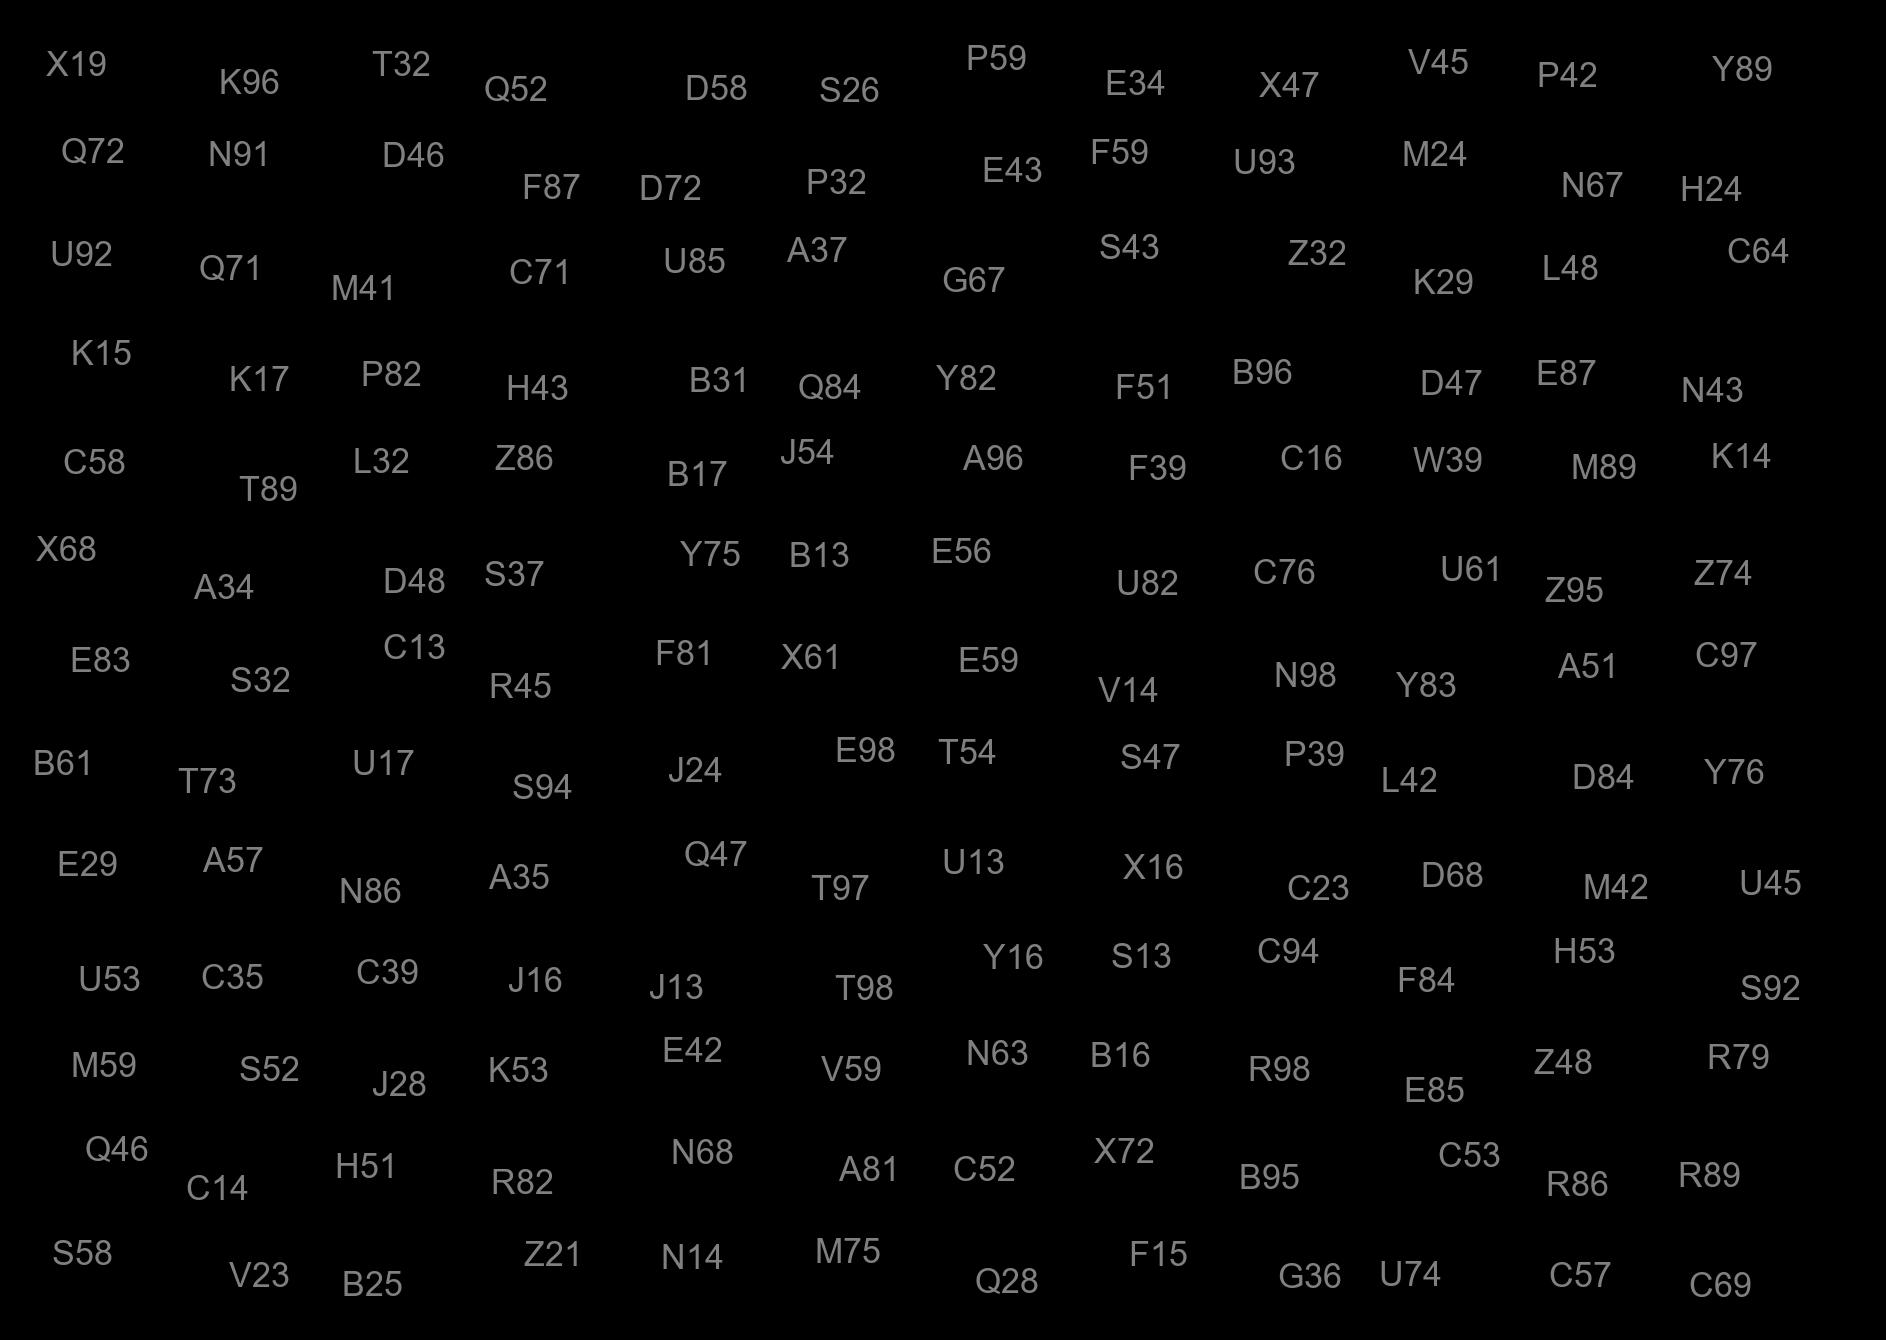 X19 K96 T32 Q52 D58 S26 P59 E34 X47 V45 P42 Y89
Q72 N91 D46 F87 D72 P32 E43 F59 U93 M24 N67 H24
U92 Q71 M41 C71 U85 A37 G67 S43 Z32 K29 L48 C64
K15 K17 P82 H43 B31 Q84 Y82 F51 B96 D47 E87 N43
C58 T89 L32 Z86 B17 J54 A96 F39 C16 W39 M89 K14
X68 A34 D48 S37 Y75 B13 E56 U82 C76 U61 Z95 Z74
E83 S32 C13 R45 F81 X61 E59 V14 N98 Y83 A51 C97
B61 T73 U17 S94 J24 E98 T54 S47 P39 L42 D84 Y76
E29 A57 N86 A35 Q47 T97 U13 X16 C23 D68 M42 U45
U53 C35 C39 J16 J13 T98 Y16 S13 C94 F84 H53 S92
M59 S52 J28 K53 E42 V59 N63 B16 R98 E85 Z48 R79
Q46 C14 H51 R82 N68 A81 C52 X72 B95 C53 R86 R89
S58 V23 B25 Z21 N14 M75 Q28 F15 G36 U74 C57 C69